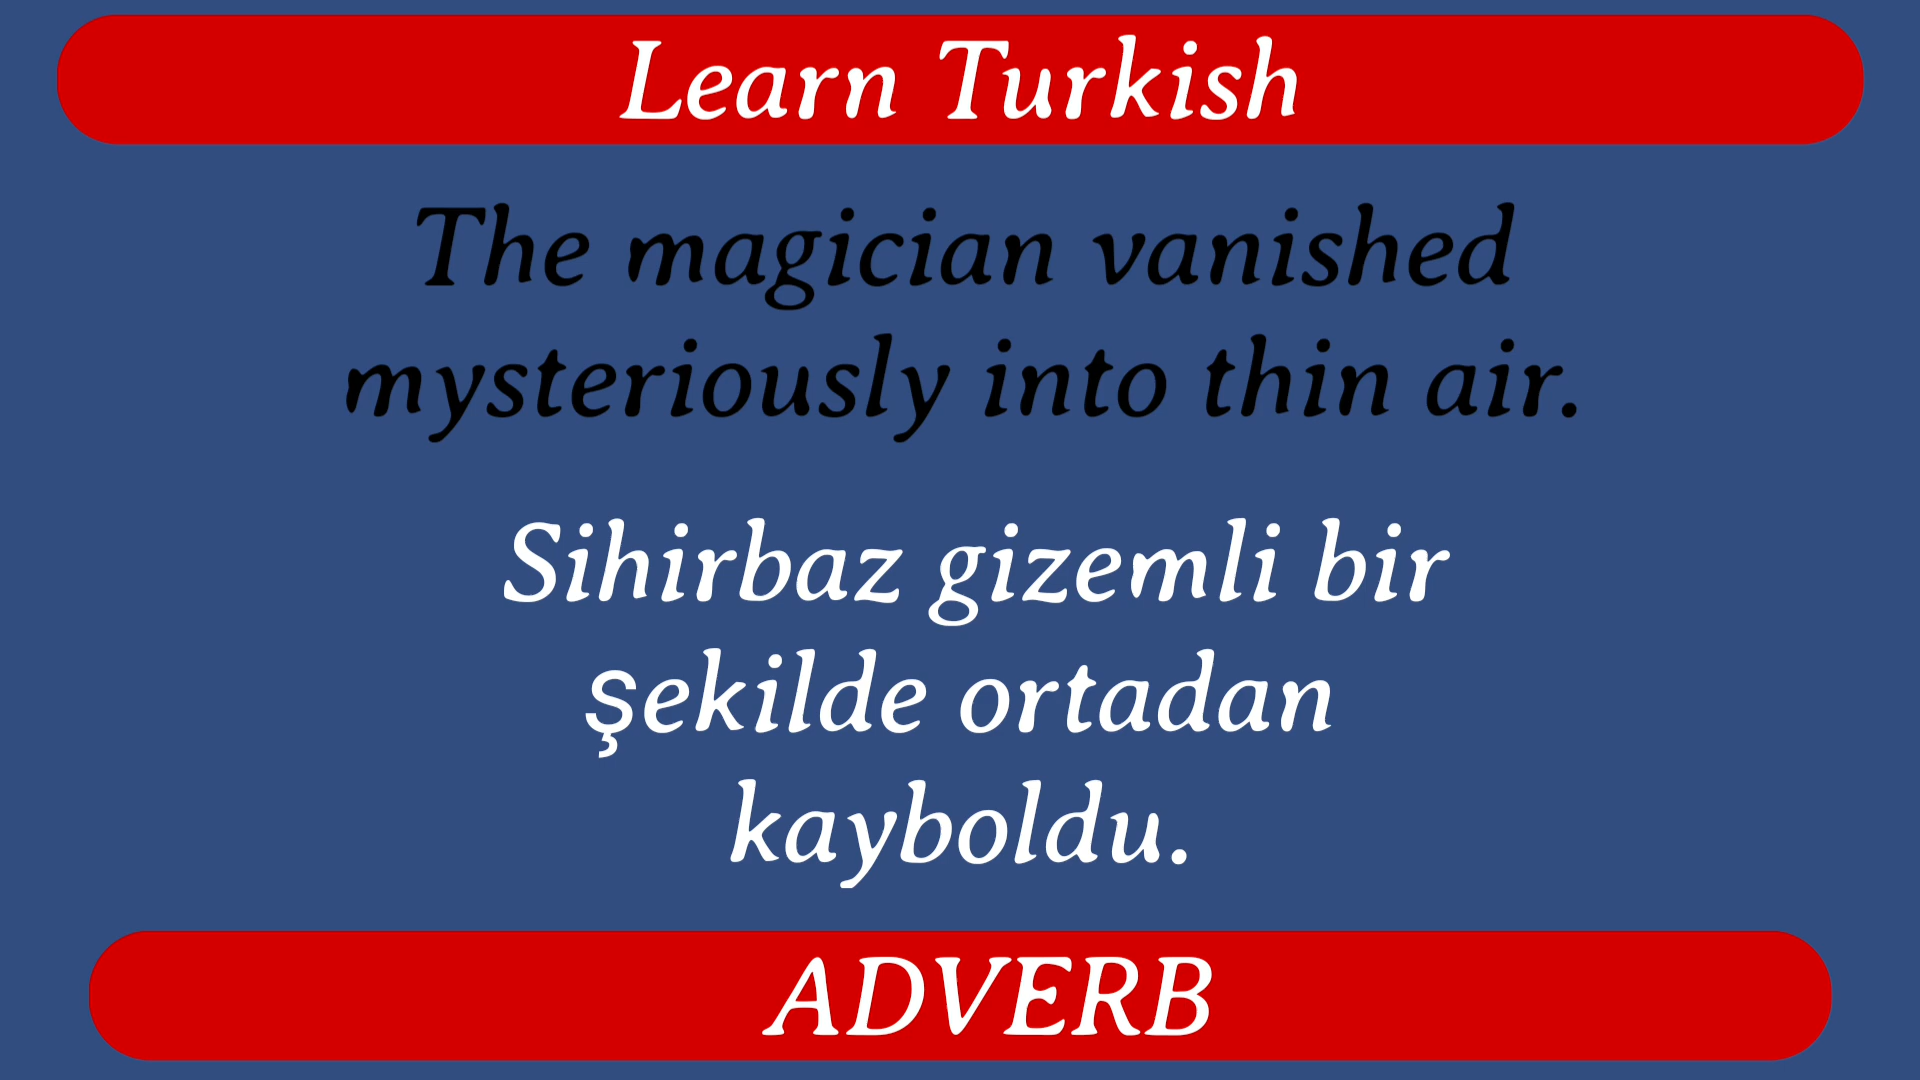 Learn Turkish
The magician vanished
mysteriously into thin air.
Sihirbaz gizemli bir
şekilde ortadan
kayboldu.
ADVERB